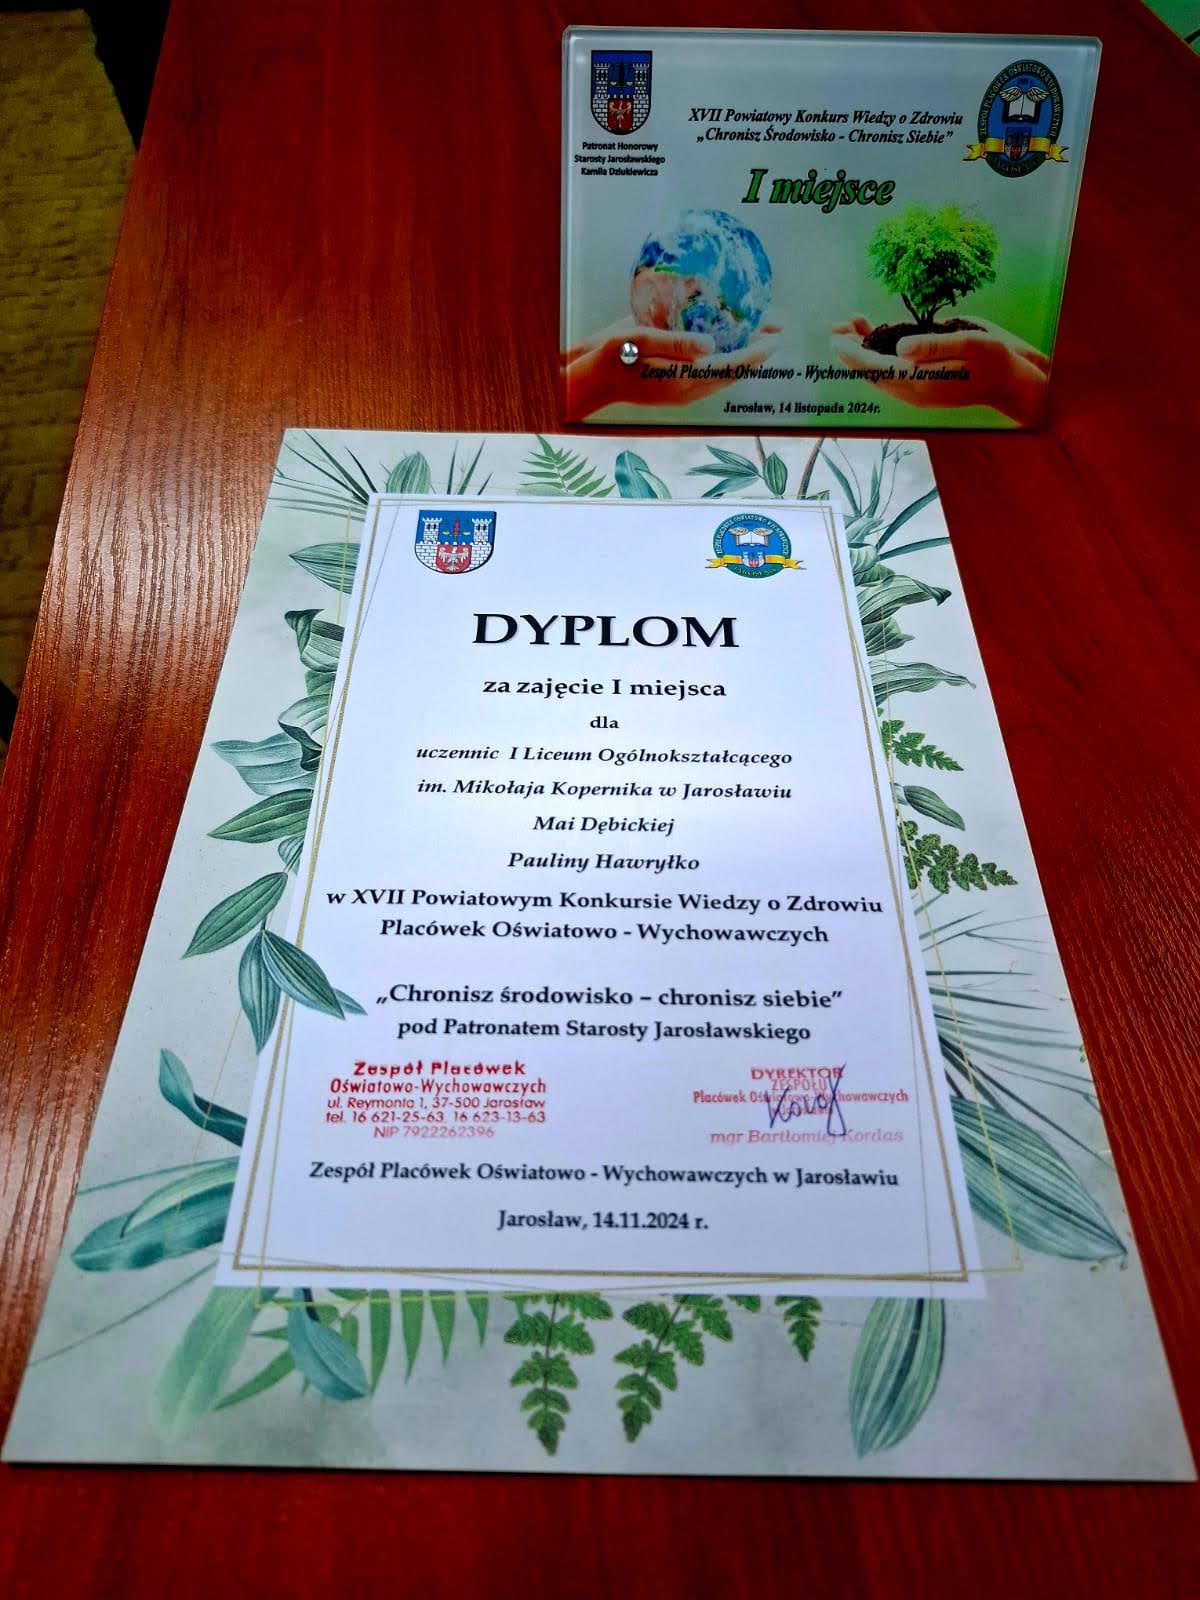 Patronat Honorowy
Starosty Jarosławskiego
Kamila Dziukiewicza
XVII Powiatowy Konkurs Wiedzy o Zdrowiu
„Chronisz Środowisko - Chronisz Siebie”
I miejsce
Zespół Placówek Oświatowo - Wychowawczych w Jarosławiu
Jarosław, 14 listopada 2024r.
DYPLOM
za zajęcie I miejsca
dla
uczennic I Liceum Ogólnokształcącego
im. Mikołaja Kopernika w Jarosławiu
Mai Dębickiej
Pauliny Hawryłko
w XVII Powiatowym Konkursie Wiedzy o Zdrowiu
Placówek Oświatowo - Wychowawczych
„Chronisz środowisko – chronisz siebie”
pod Patronatem Starosty Jarosławskiego
Zespół Placówek
Oświatowo-Wychowawczych
ul. Reymonta 1, 37-500 Jarosław
tel. 16 621-25-63, 16 623-13-63
NIP 7922262396
DYREKTOR
ZESPOŁU
Placówek Oświatowo-Wychowawczych
mgr Bartłomiej Kordas
Zespół Placówek Oświatowo - Wychowawczych w Jarosławiu
Jarosław, 14.11.2024 r.